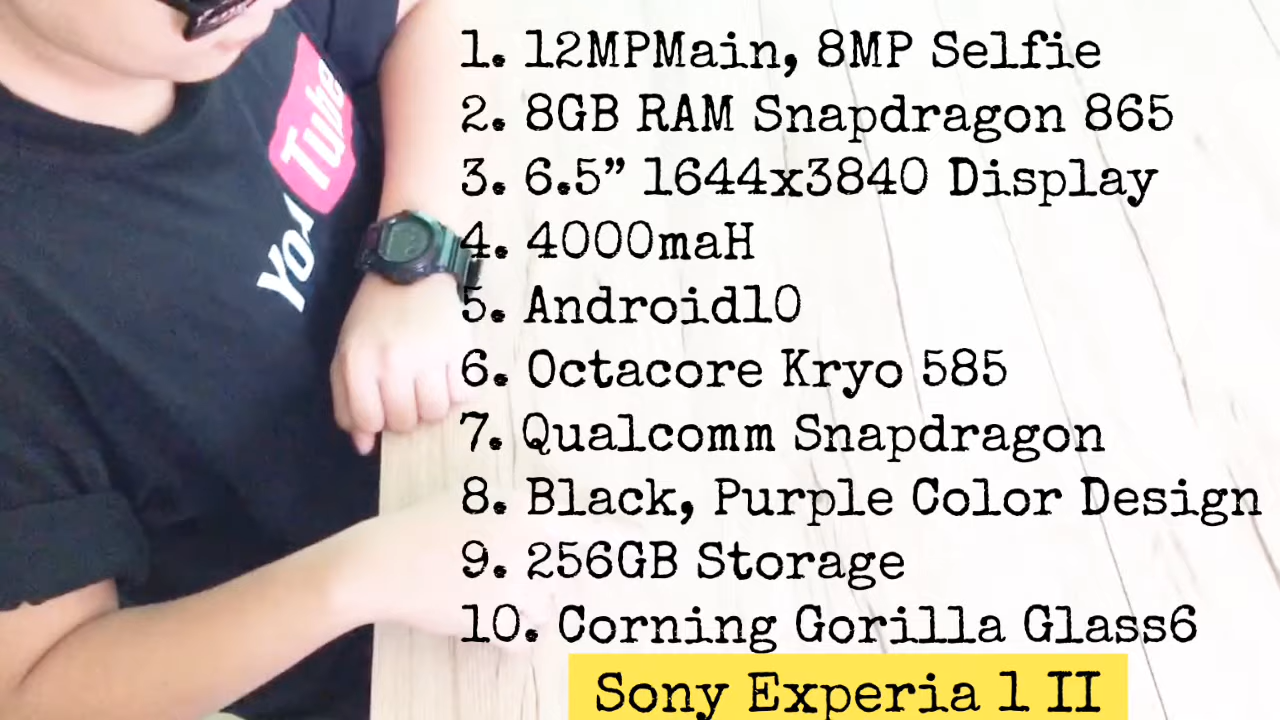 YouTube
1. 12MPMain, 8MP Selfie
2. 8GB RAM Snapdragon 865
3. 6.5” 1644x3840 Display
4. 4000maH
5. Android10
6. Octacore Kryo 585
7. Qualcomm Snapdragon
8. Black, Purple Color Design
9. 256GB Storage
10. Corning Gorilla Glass6
Sony Experia 1 II